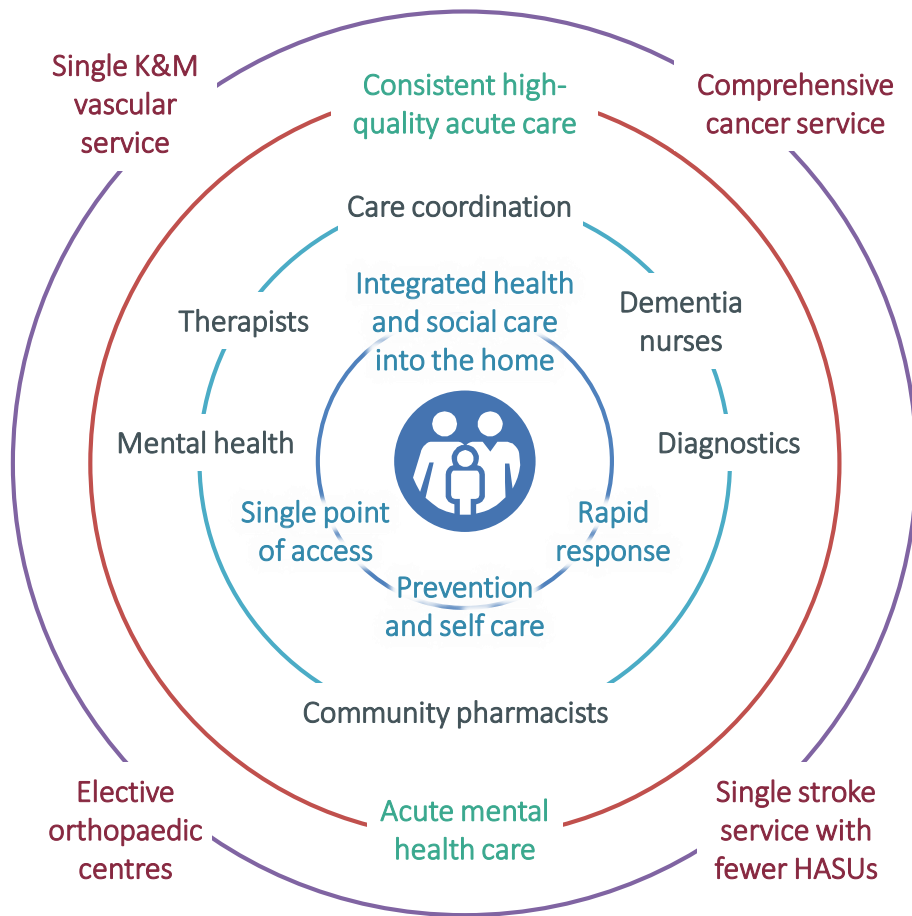 Single K&M
vascular
service
Consistent high-
quality acute care
Comprehensive
cancer service
Care coordination
Integrated health
and social care
into the home
Therapists
Dementia
nurses
Mental health
Diagnostics
Single point
of access
Rapid
response
Prevention
and self care
Community pharmacists
Elective
orthopaedic
centres
Acute mental
health care
Single stroke
service with
fewer HASUs